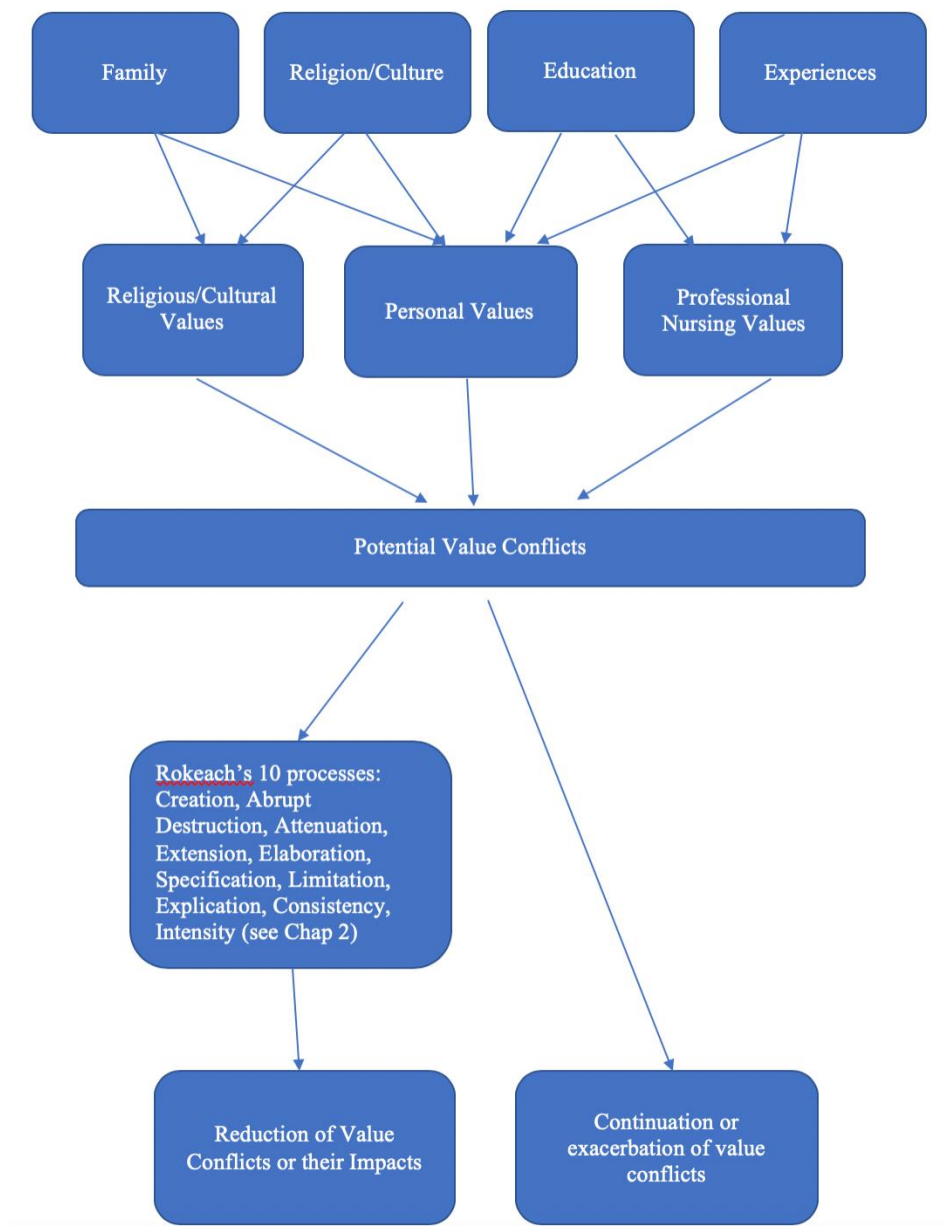 Family
Religion/Culture
Education
Experiences
Religious/Cultural
Values
Personal Values
Professional
Nursing Values
Potential Value Conflicts
Rokeach’s 10 processes:
Creation, Abrupt
Destruction, Attenuation,
Extension, Elaboration,
Specification, Limitation,
Explication, Consistency,
Intensity (see Chap 2)
Reduction of Value
Conflicts or their Impacts
Continuation or
exacerbation of value
conflicts